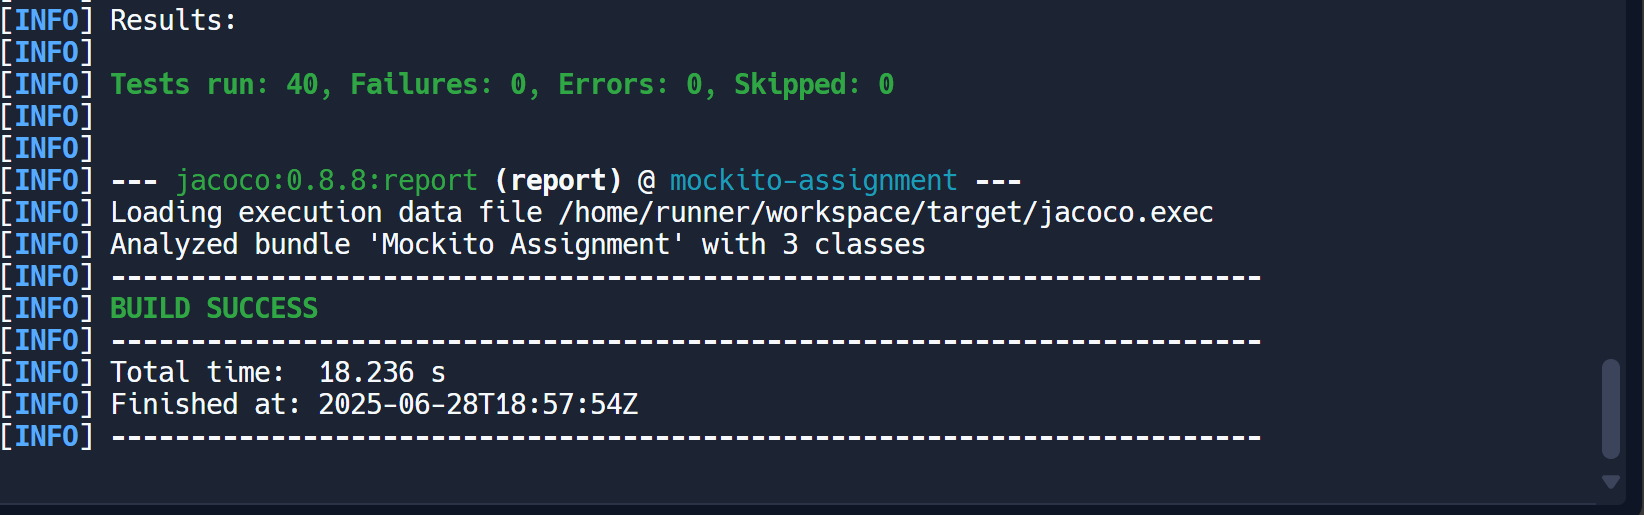 [INFO] Results:
[INFO]
[INFO] Tests run: 40, Failures: 0, Errors: 0, Skipped: 0
[INFO]
[INFO]
[INFO] --- jacoco:0.8.8:report (report) @ mockito-assignment ---
[INFO] Loading execution data file /home/runner/workspace/target/jacoco.exec
[INFO] Analyzed bundle 'Mockito Assignment' with 3 classes
[INFO] ------------------------------------------------------------------------
[INFO] BUILD SUCCESS
[INFO] ------------------------------------------------------------------------
[INFO] Total time:  18.236 s
[INFO] Finished at: 2025-06-28T18:57:54Z
[INFO] ------------------------------------------------------------------------